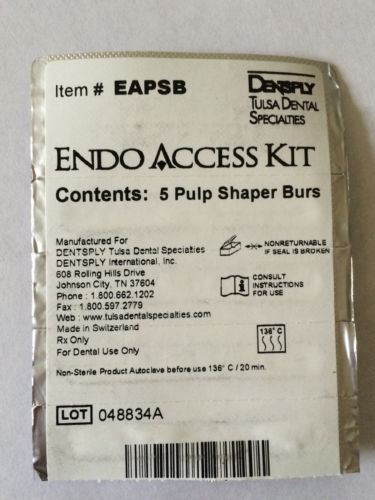 Item # EAPSB
DENTSPLY
TULSA DENTAL
SPECIALTIES
ENDO ACCESS KIT
Contents: 5 Pulp Shaper Burs
Manufactured For
DENTSPLY Tulsa Dental Specialties
DENTSPLY International, Inc.
608 Rolling Hills Drive
Johnson City, TN 37604
Phone : 1.800.662.1202
Fax : 1.800.597.2779
Web : www.tulsadentalspecialties.com
Made in Switzerland
Rx Only
For Dental Use Only
NONRETURNABLE
IF SEAL IS BROKEN
CONSULT
INSTRUCTIONS
FOR USE
136° C
Non-Sterile Product Autoclave before use 136° C / 20 min.
LOT 048834A